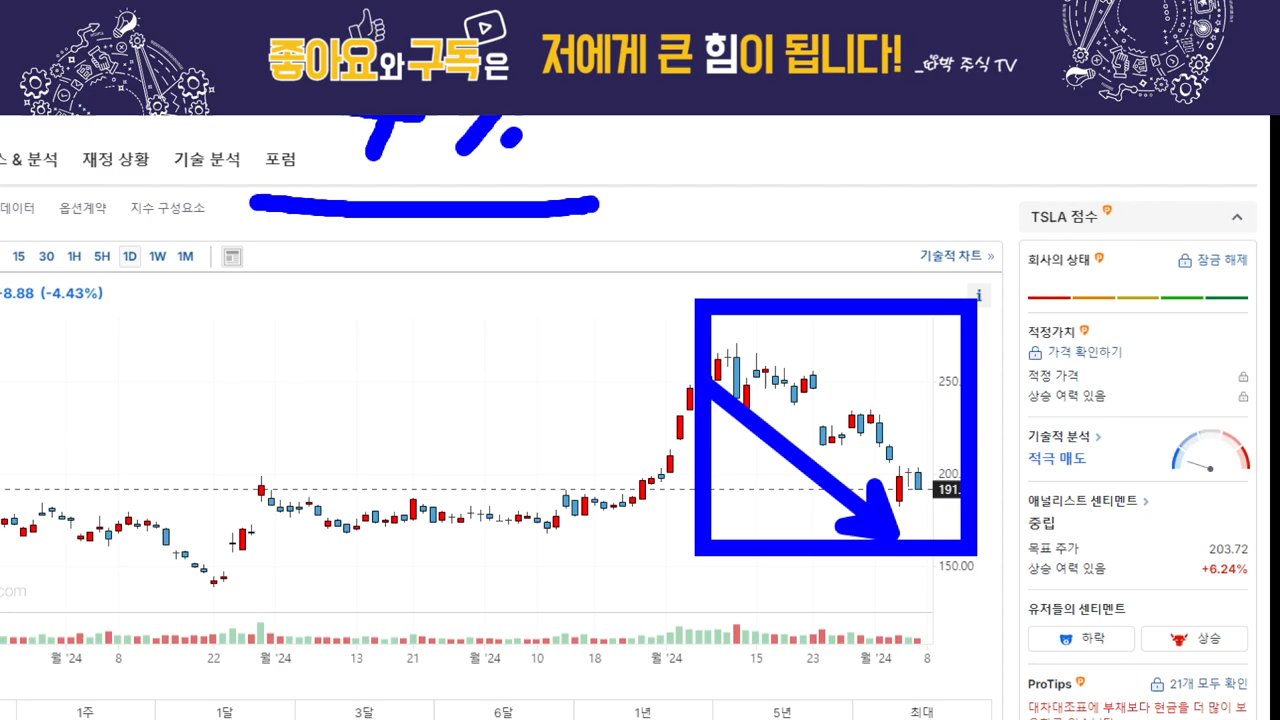 좋아요와 구독은 저에게 큰 힘이 됩니다!
박 주식 TV
스 & 분석 재정 상황 기술 분석 포럼
데이터 옵션계약 지수 구성요소
15 30 1H 5H 1D 1W 1M
기술적 차트 »
-8.88 (-4.43%)
i
250.
200
191.
150.00
com
월 '24 8 22 월 '24 13 21 월 '24 10 18 월 '24 15 23 월 '24 8
1주 1달 3달 6달 1년 5년 최대
TSLA 점수
회사의 상태 잠금 해제
적정가치
가격 확인하기
적정 가격
상승 여력 있음
기술적 분석
적극 매도
애널리스트 센티멘트
중립
목표 주가 203.72
상승 여력 있음 +6.24%
유저들의 센티멘트
하락 상승
ProTips 21개 모두 확인
대차대조표에 부채보다 현금을 더 많이 보